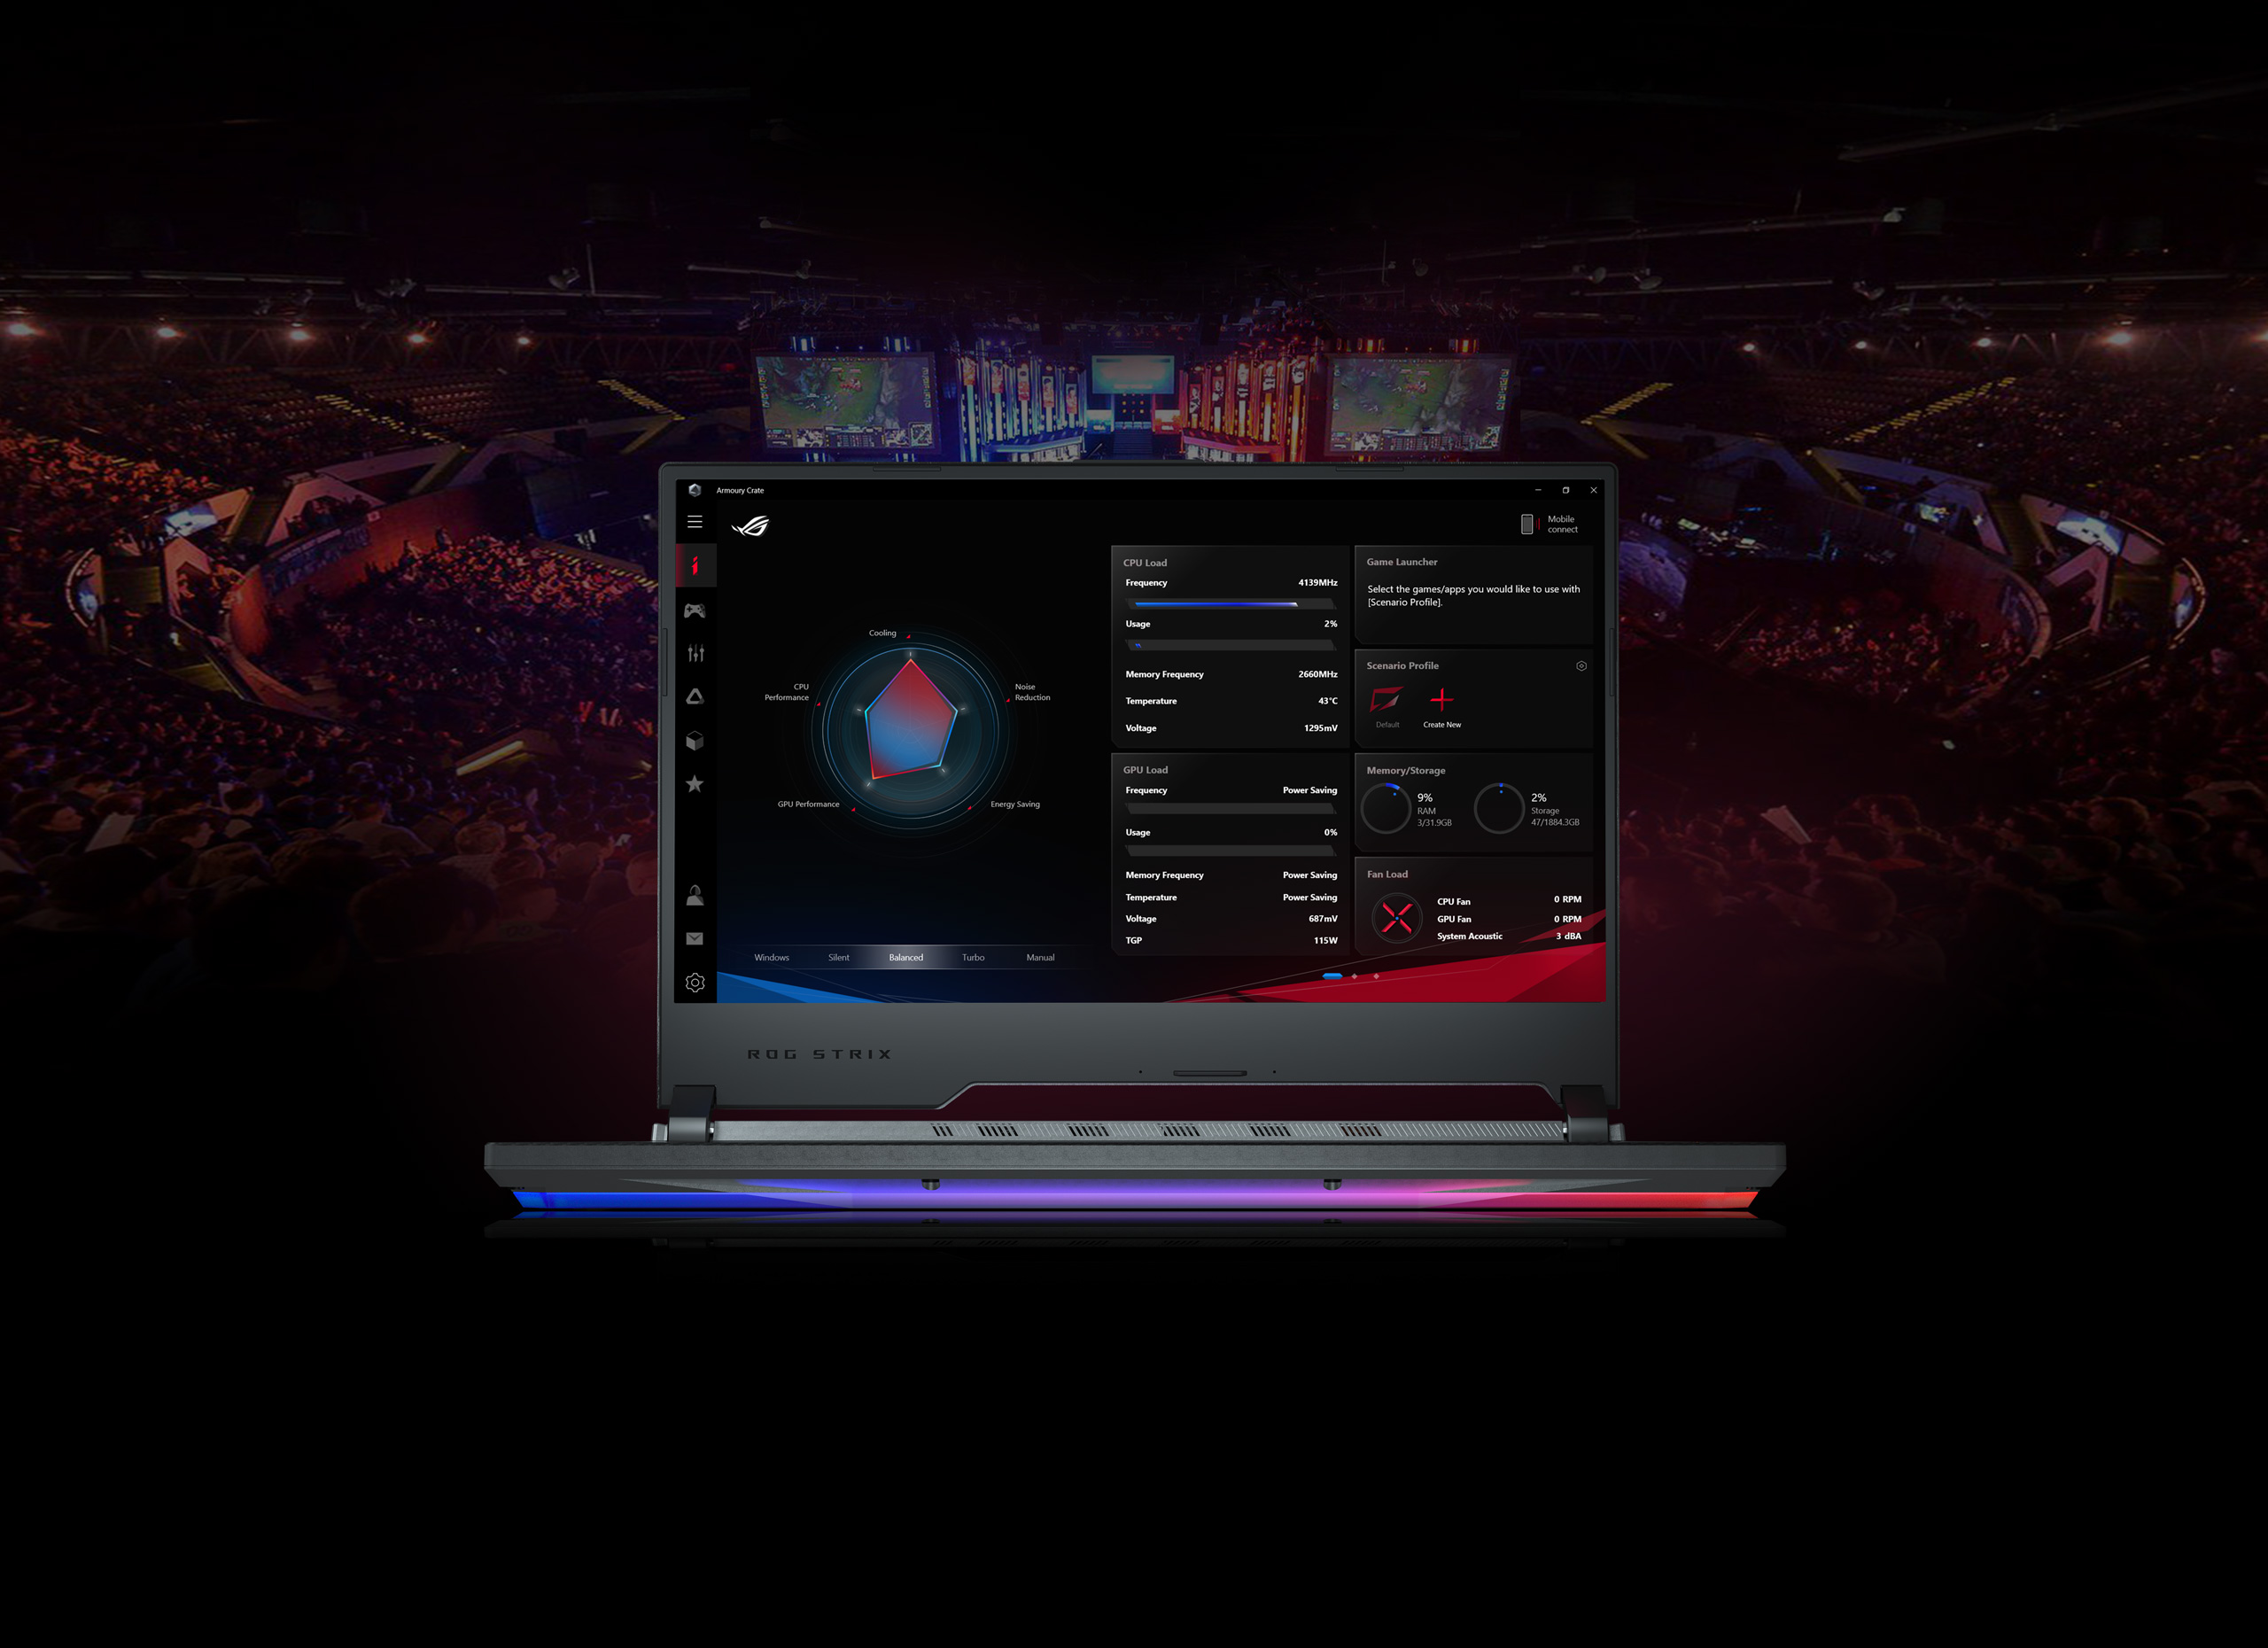 Armoury Crate
Mobile
connect
CPU Load
Frequency 4139MHz
Usage 2%
Memory Frequency 2660MHz
Temperature 43°C
Voltage 1295mV
Game Launcher
Select the games/apps you would like to use with
[Scenario Profile].
Scenario Profile
Default Create New
Cooling
CPU
Performance
Noise
Reduction
GPU Performance
Energy Saving
GPU Load
Frequency Power Saving
Usage 0%
Memory Frequency Power Saving
Temperature Power Saving
Voltage 687mV
TGP 115W
Memory/Storage
9%
RAM
3/31.9GB
2%
Storage
47/1884.3GB
Fan Load
CPU Fan 0 RPM
GPU Fan 0 RPM
System Acoustic 3 dBA
Windows Silent Balanced Turbo Manual
ROG STRIX